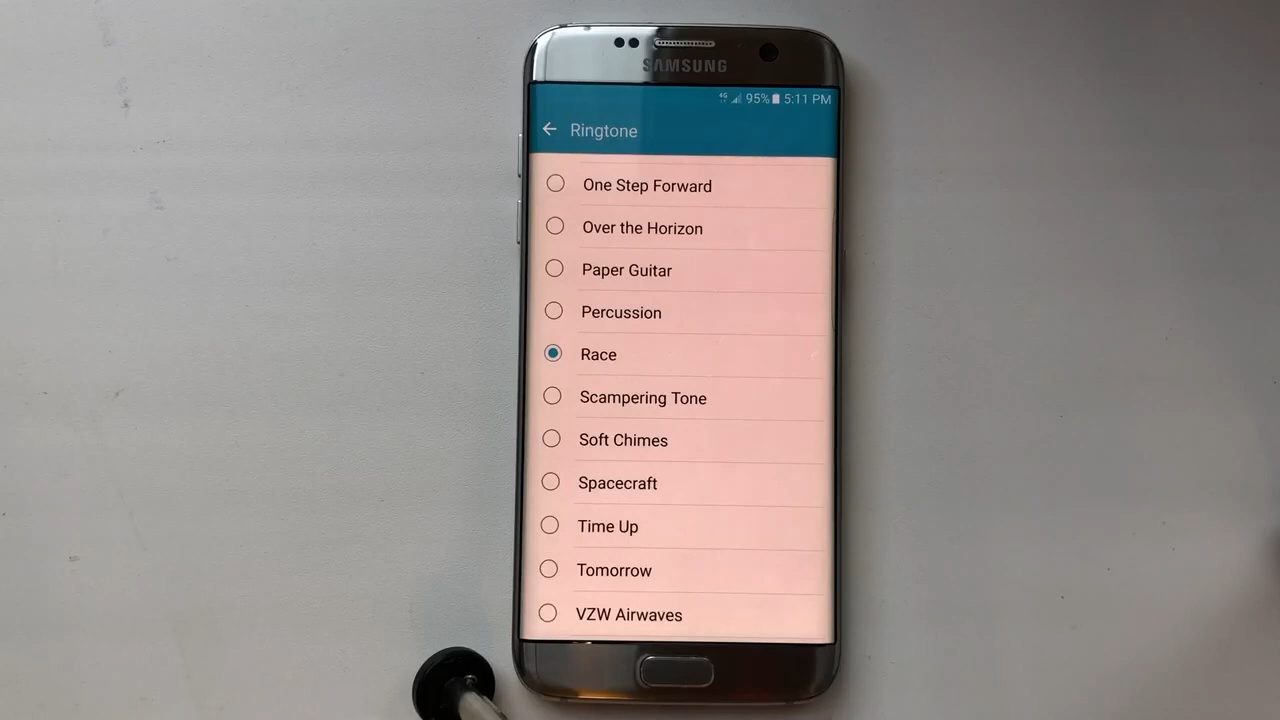 SAMSUNG
4G 95% 5:11 PM
Ringtone
One Step Forward
Over the Horizon
Paper Guitar
Percussion
Race
Scampering Tone
Soft Chimes
Spacecraft
Time Up
Tomorrow
VZW Airwaves